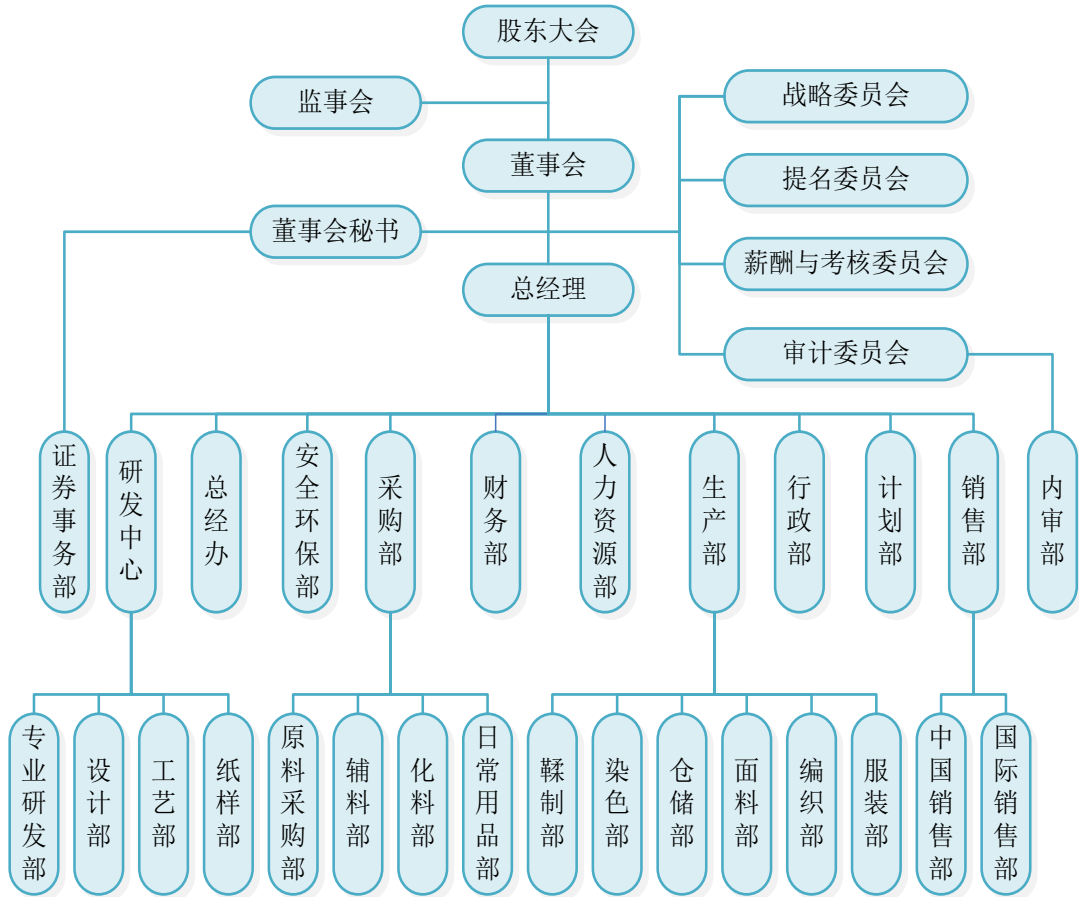 股东大会
监事会
战略委员会
董事会
提名委员会
董事会秘书
薪酬与考核委员会
总经理
审计委员会
证券事务部
研发中心
总经办
安全环保部
采购部
财务部
人力资源部
生产部
行政部
计划部
销售部
内审部
专业研发部
设计部
工艺部
纸样部
原料采购部
辅料部
化料部
日常用品部
鞣制部
染色部
仓储部
面料部
编织部
服装部
中国销售部
国际销售部